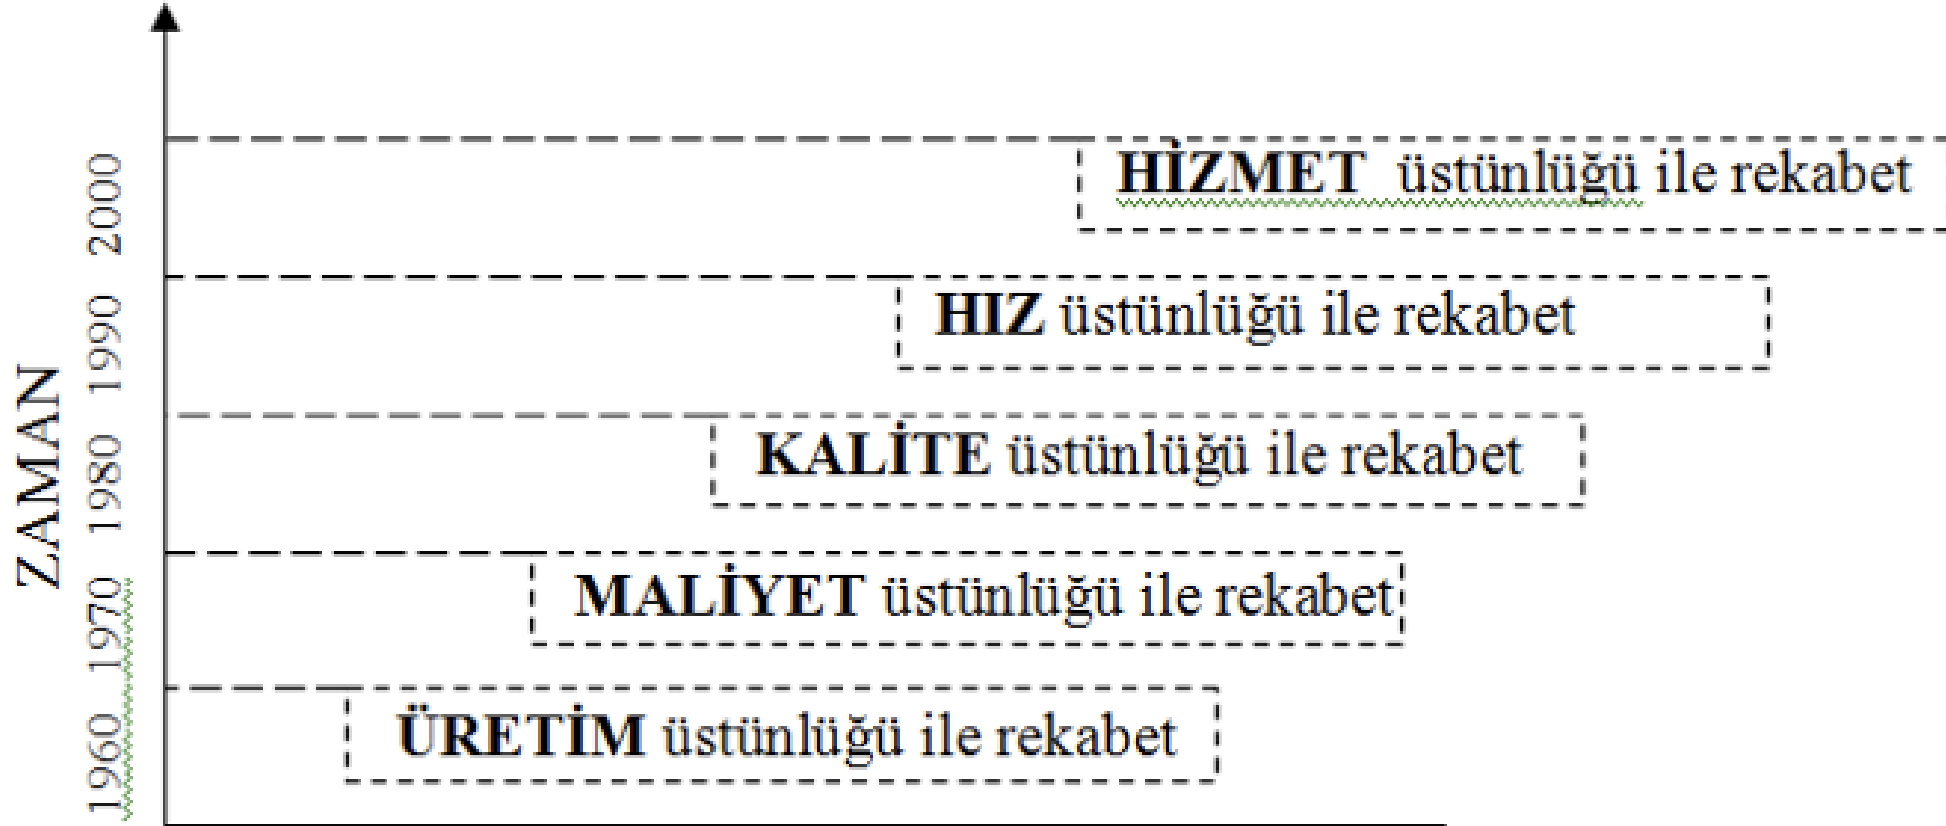 2000
HİZMET üstünlüğü ile rekabet
1990
HIZ üstünlüğü ile rekabet
ZAMAN
1980
KALİTE üstünlüğü ile rekabet
1970
MALİYET üstünlüğü ile rekabet
1960
ÜRETİM üstünlüğü ile rekabet